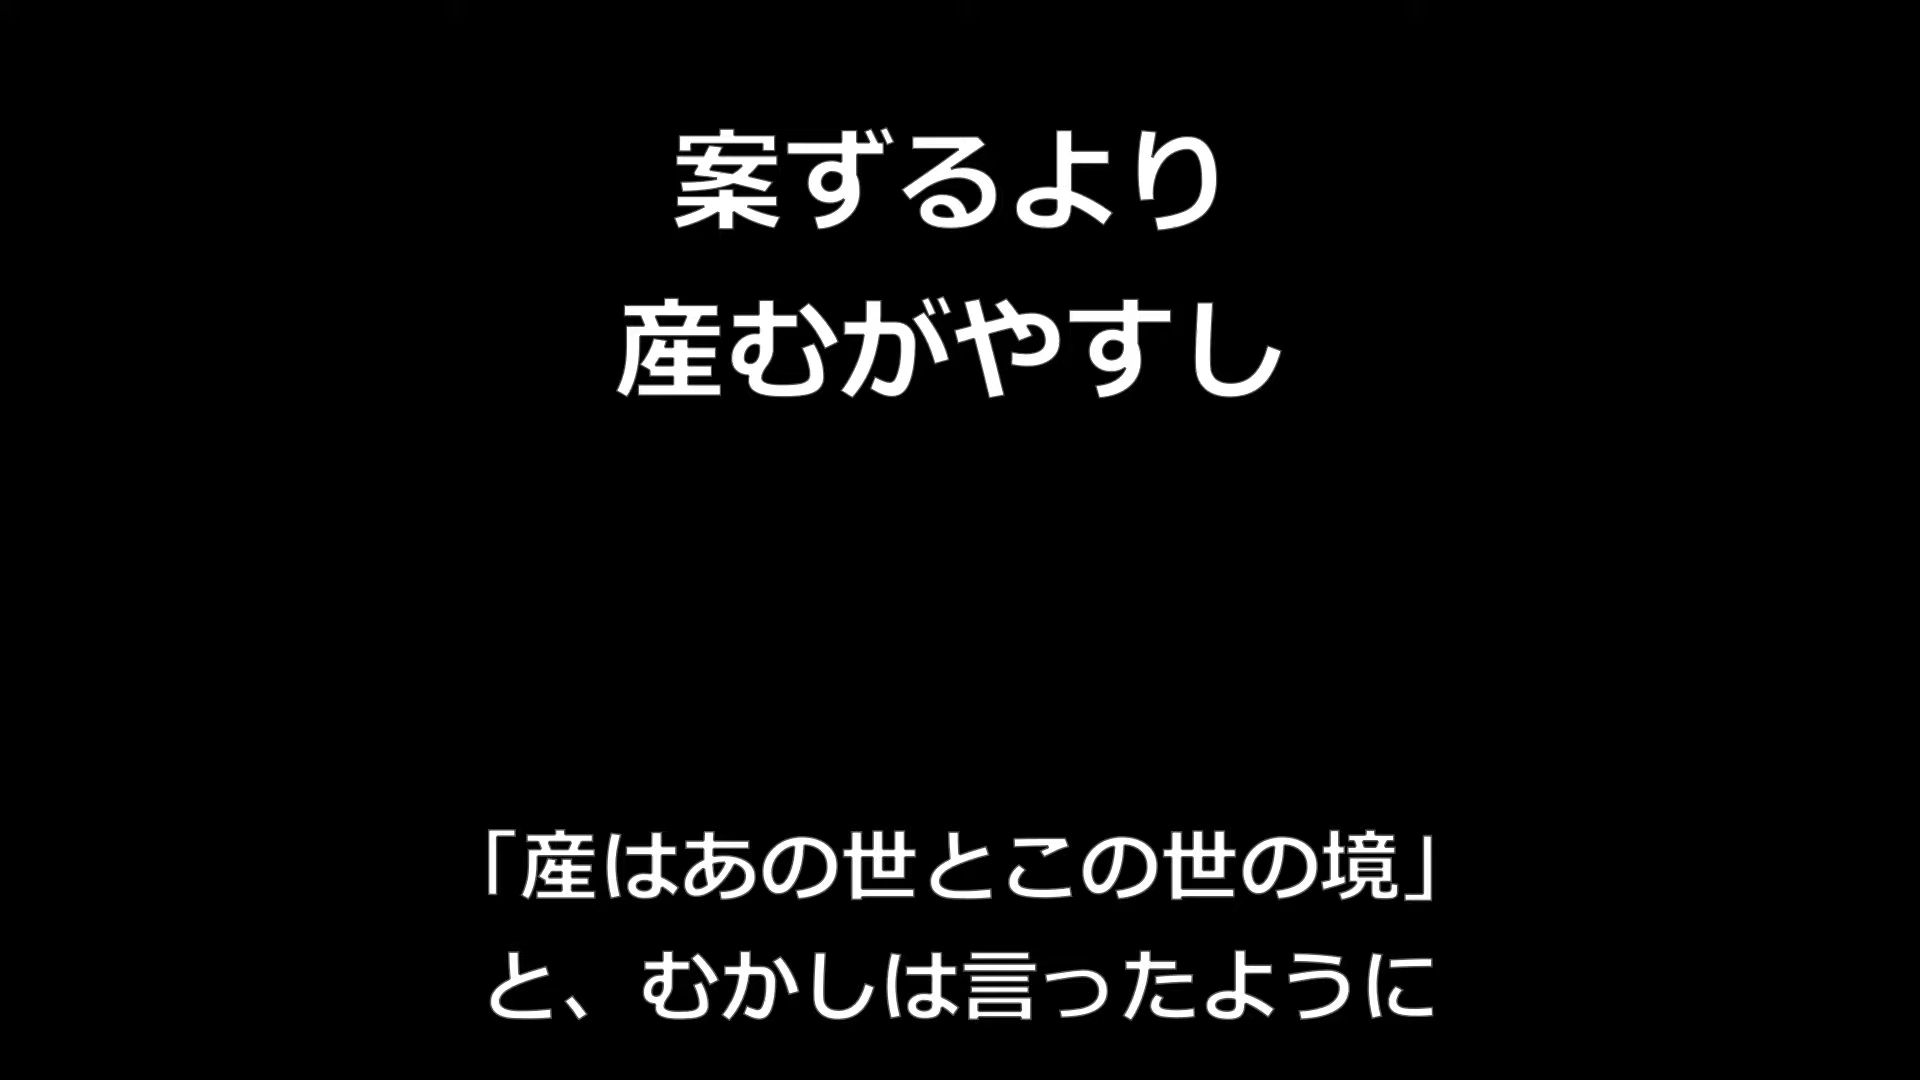 案ずるより
産むがやすし
「産はあの世とこの世の境」
と、むかしは言ったように